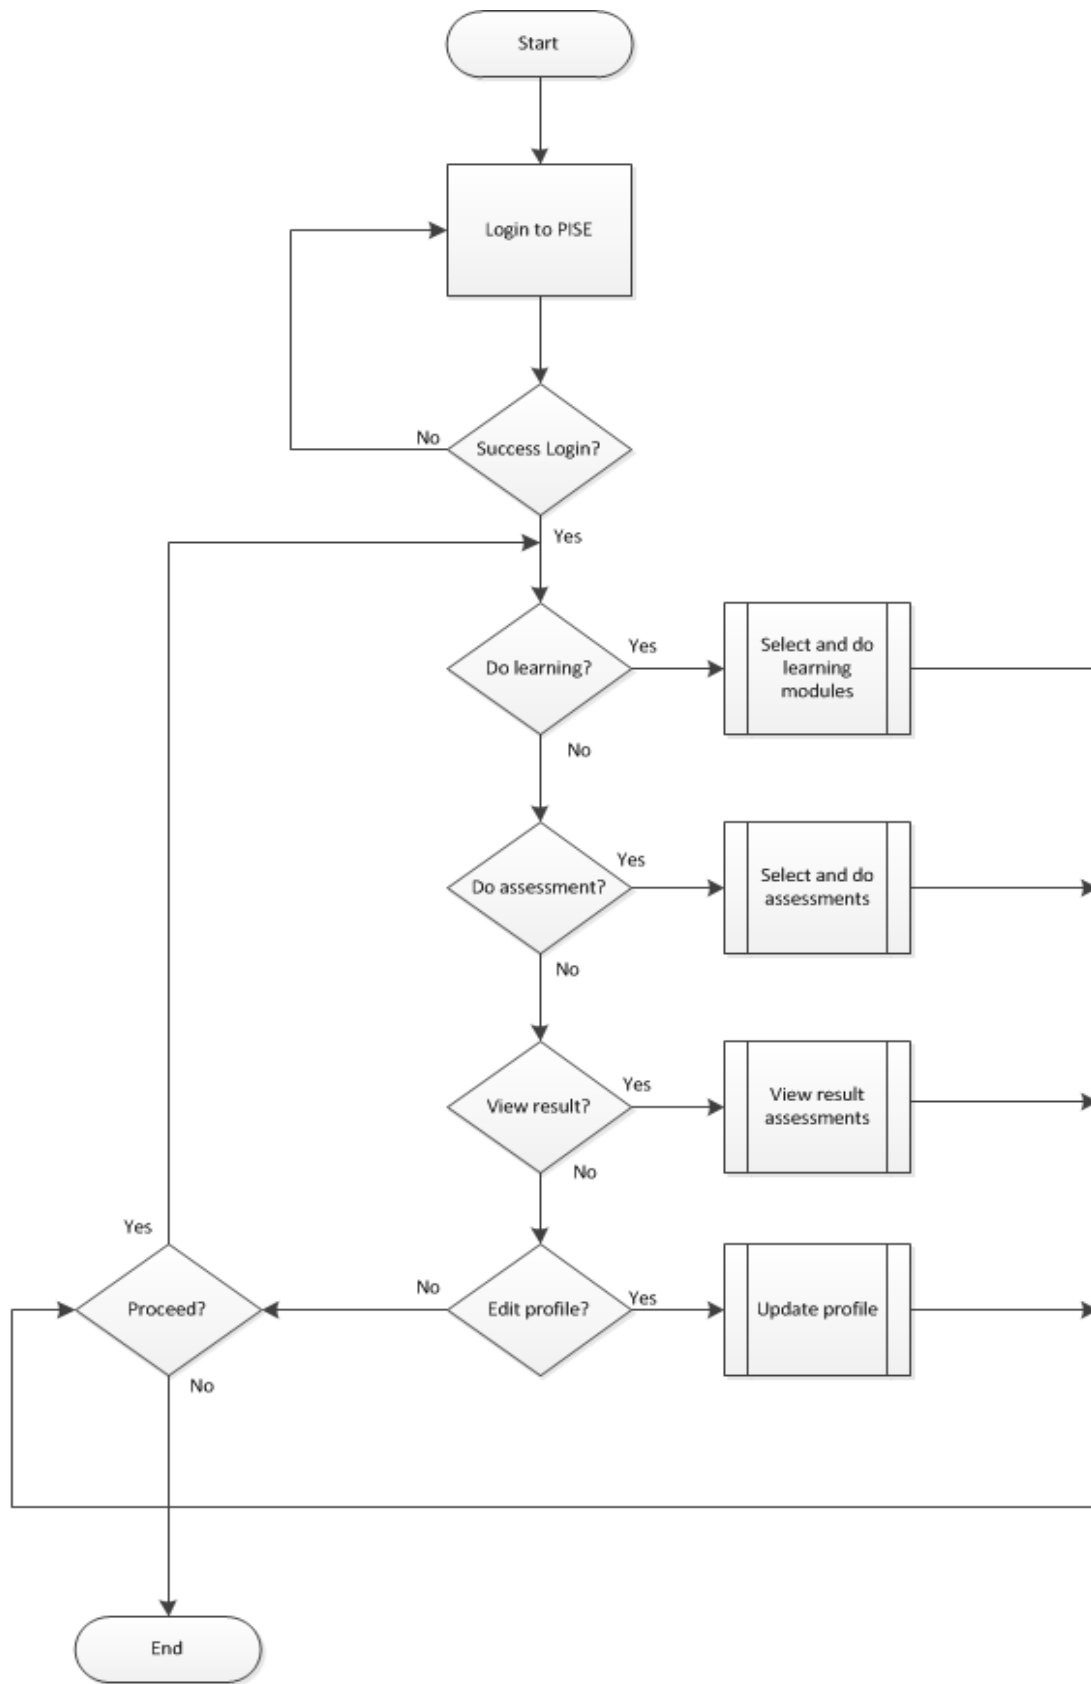 Start
Login to PISE
No
Success Login?
Yes
Do learning?
Yes
Select and do
learning
modules
No
Do assessment?
Yes
Select and do
assessments
No
View result?
Yes
View result
assessments
No
Yes
Proceed?
No
Edit profile?
Yes
Update profile
No
End